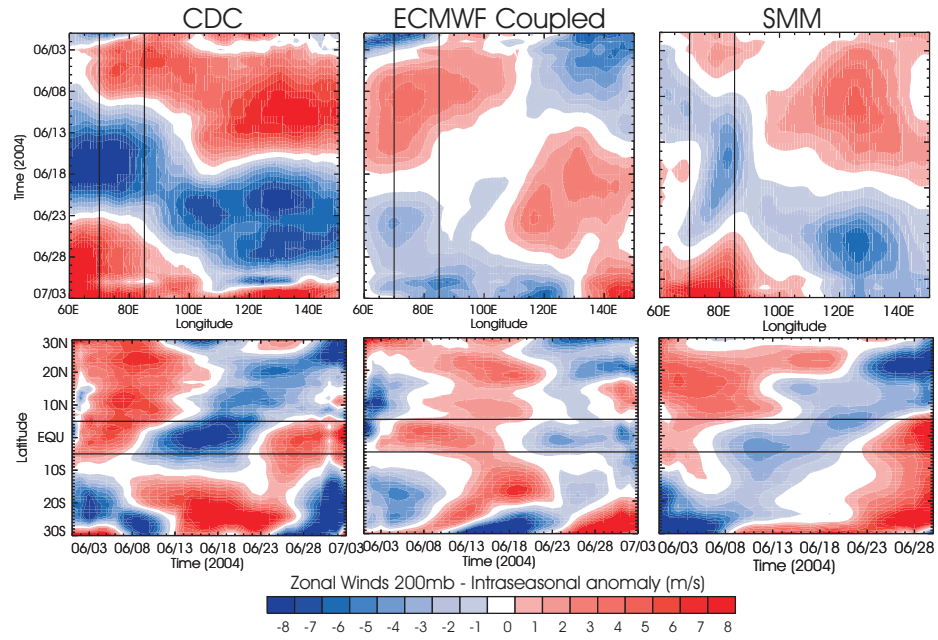 CDC ECMWF Coupled SMM
06/03
06/08
06/13
06/18
06/23
06/28
07/03
Time (2004)
60E 80E 100E 120E 140E 60E 80E 100E 120E 140E 60E 80E 100E 120E 140E
Longitude Longitude Longitude
30N
20N
10N
EQU
10S
20S
30S
Latitude
06/03 06/08 06/13 06/18 06/23 06/28 07/03 06/03 06/08 06/13 06/18 06/23 06/28 07/03 06/03 06/08 06/13 06/18 06/23 06/28
Time (2004) Time (2004) Time (2004)
Zonal Winds 200mb - Intraseasonal anomaly (m/s)
-8 -7 -6 -5 -4 -3 -2 -1 0 1 2 3 4 5 6 7 8